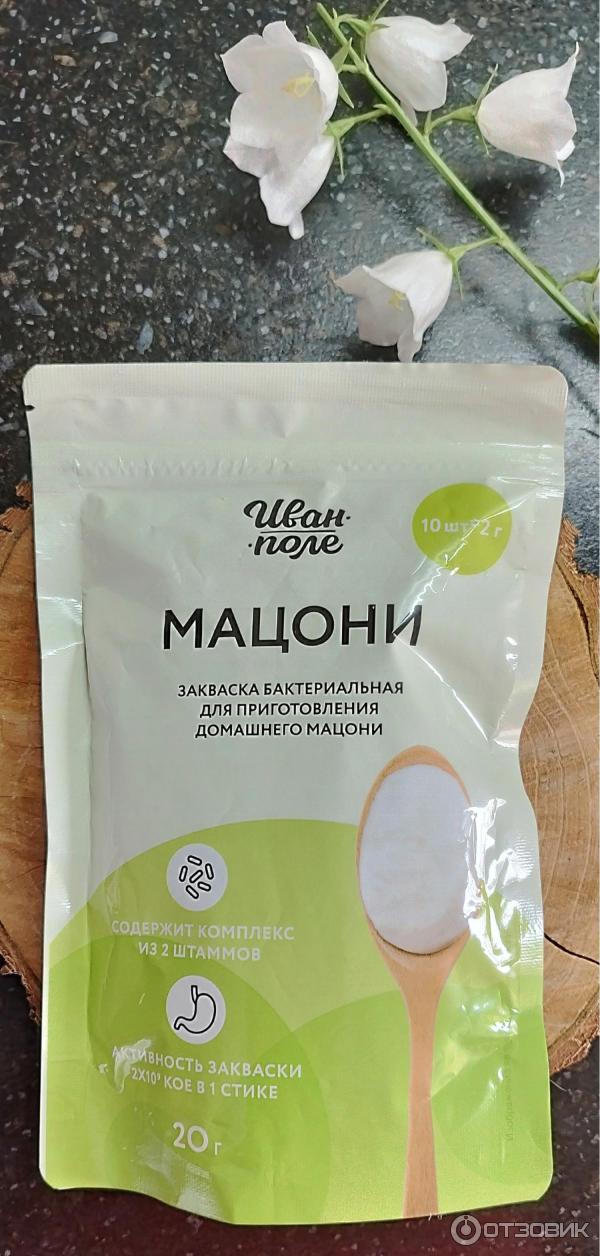 Иван-
·поле
10 шт*2 г
МАЦОНИ
ЗАКВАСКА БАКТЕРИАЛЬНАЯ
ДЛЯ ПРИГОТОВЛЕНИЯ
ДОМАШНЕГО МАЦОНИ
СОДЕРЖИТ КОМПЛЕКС
ИЗ 2 ШТАММОВ
АКТИВНОСТЬ ЗАКВАСКИ
2X10⁹ КОЕ В 1 СТИКЕ
20 г
ОТЗОВИК